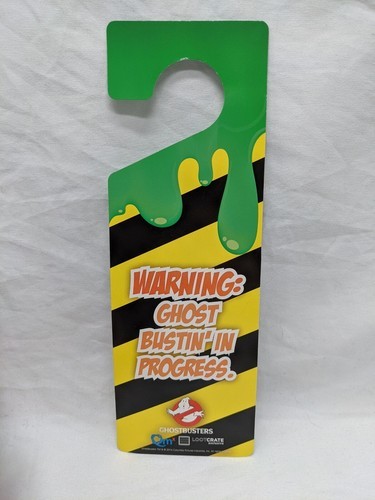 WARNING:
GHOST
BUSTIN' IN
PROGRESS.
GHOSTBUSTERS
LOOTCRATE